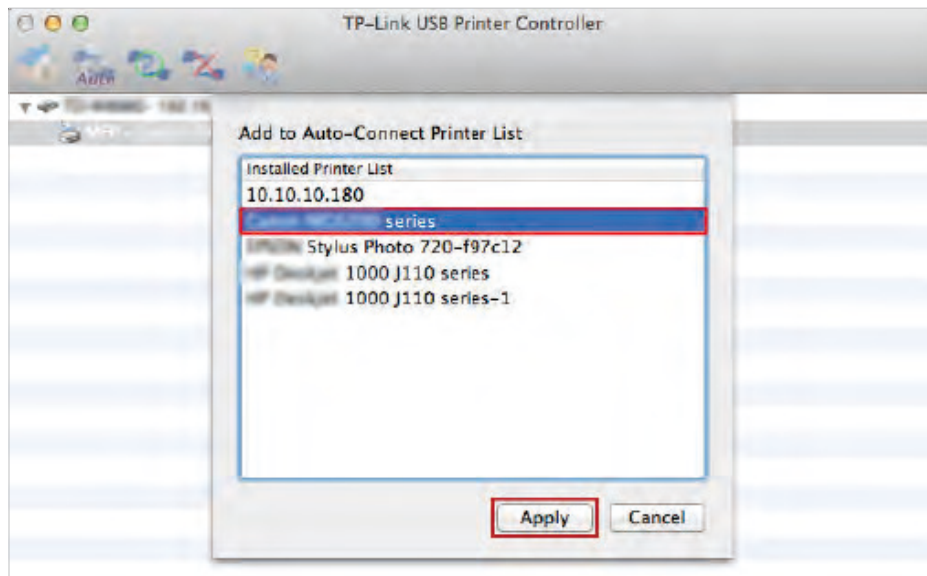 TP-Link USB Printer Controller
Auto
Add to Auto-Connect Printer List
Installed Printer List
10.10.10.180
series
Stylus Photo 720-f97c12
1000 J110 series
1000 J110 series-1
Apply Cancel